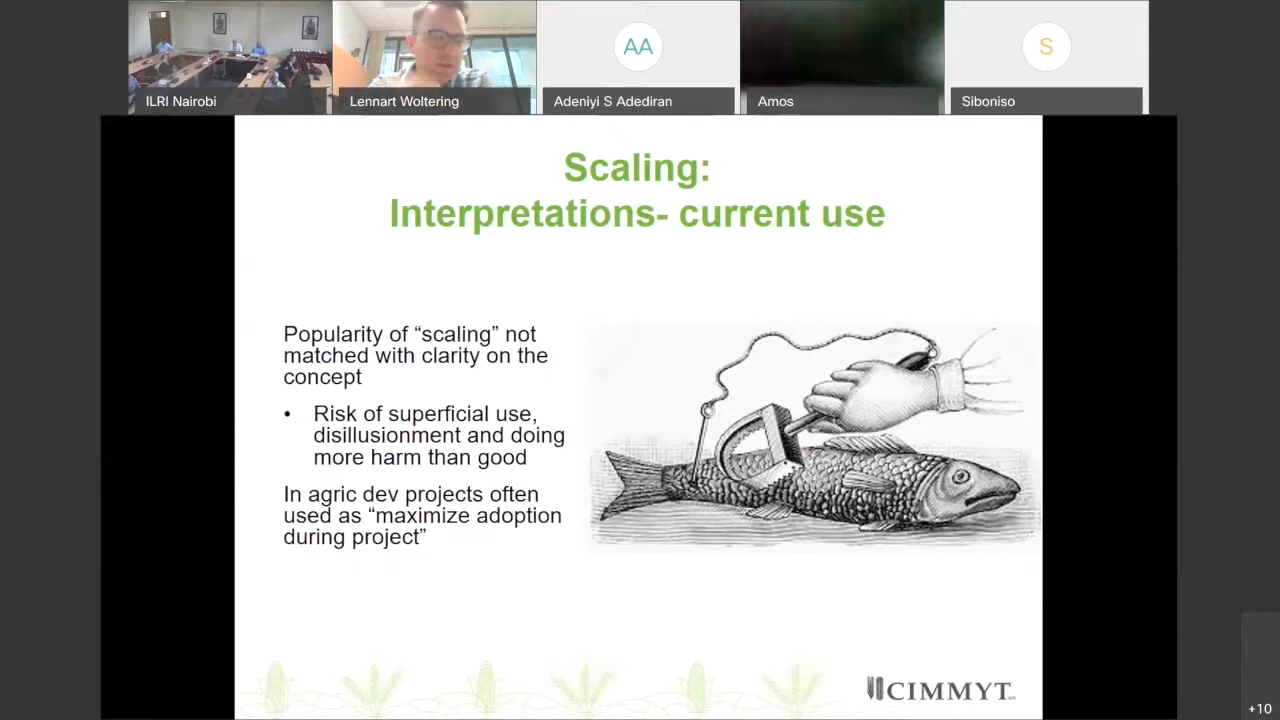 ILRI Nairobi
Lennart Woltering
AA
Adeniyi S Adediran
Amos
S
Siboniso
Scaling:
Interpretations- current use
Popularity of “scaling” not
matched with clarity on the
concept
• Risk of superficial use,
disillusionment and doing
more harm than good
In agric dev projects often
used as “maximize adoption
during project”
CIMMYT
+10